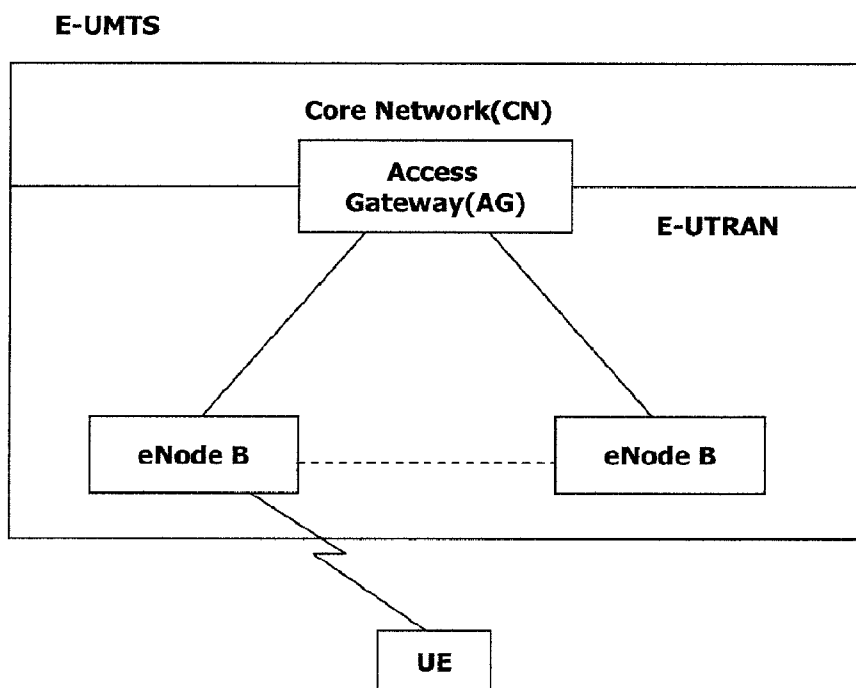 E-UMTS
Core Network(CN)
Access
Gateway(AG)
E-UTRAN
eNode B
eNode B
UE